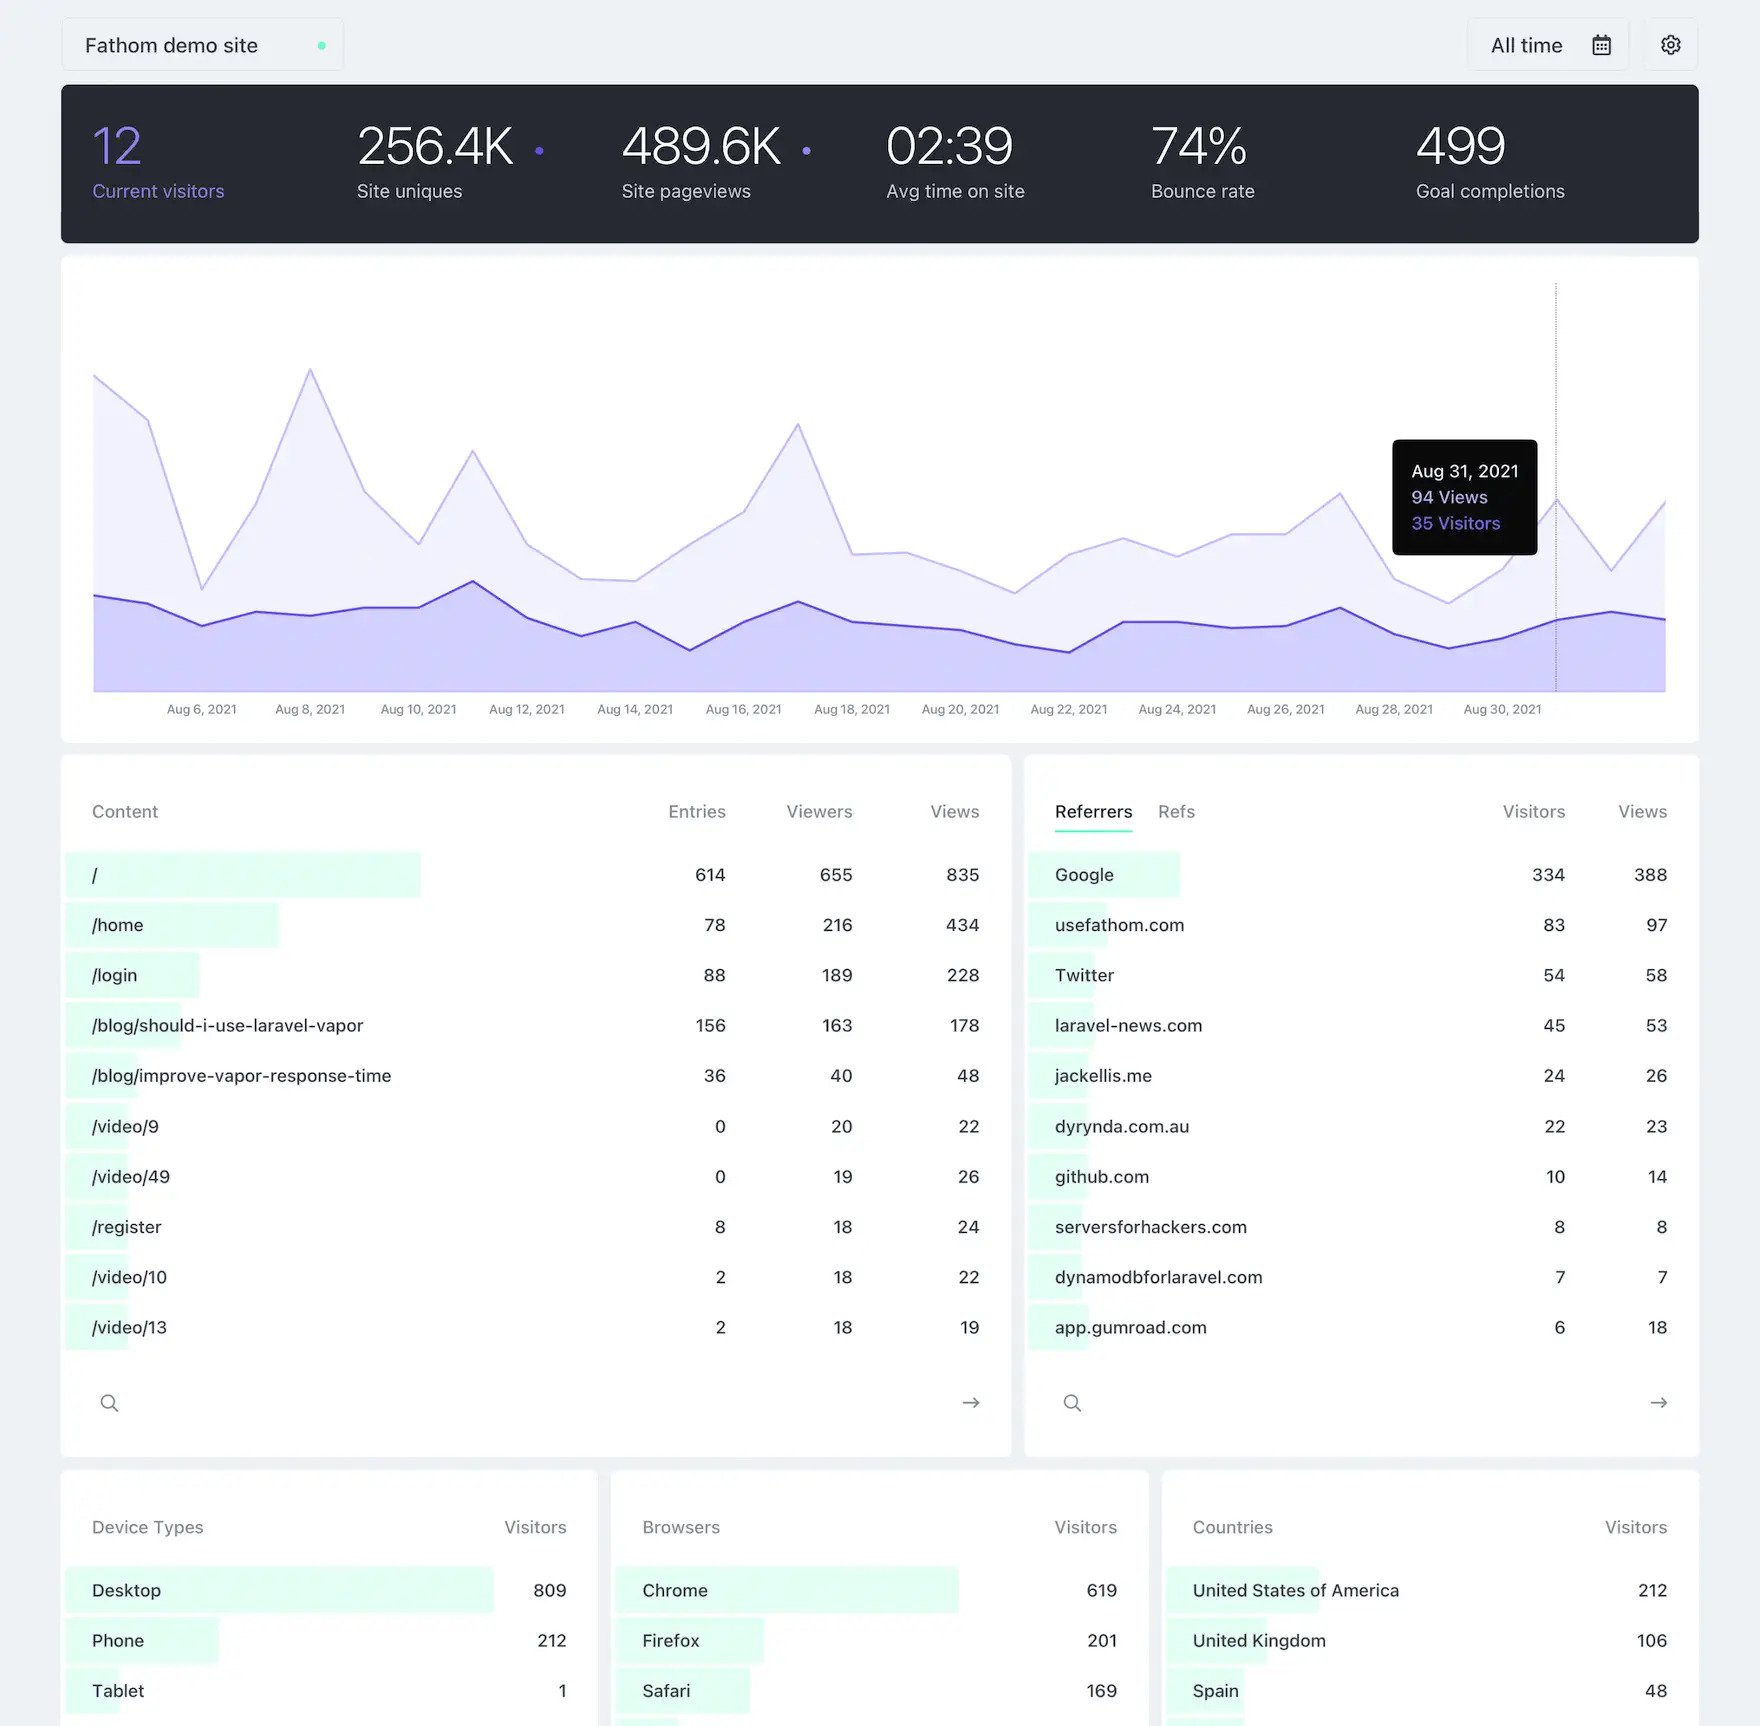 Fathom demo site
All time
12
Current visitors
256.4K
Site uniques
489.6K
Site pageviews
02:39
Avg time on site
74%
Bounce rate
499
Goal completions
Aug 31, 2021
94 Views
35 Visitors
Aug 6, 2021 Aug 8, 2021 Aug 10, 2021 Aug 12, 2021 Aug 14, 2021 Aug 16, 2021 Aug 18, 2021 Aug 20, 2021 Aug 22, 2021 Aug 24, 2021 Aug 26, 2021 Aug 28, 2021 Aug 30, 2021
Content Entries Viewers Views
/ 614 655 835
/home 78 216 434
/login 88 189 228
/blog/should-i-use-laravel-vapor 156 163 178
/blog/improve-vapor-response-time 36 40 48
/video/9 0 20 22
/video/49 0 19 26
/register 8 18 24
/video/10 2 18 22
/video/13 2 18 19
Referrers Refs Visitors Views
Google 334 388
usefathom.com 83 97
Twitter 54 58
laravel-news.com 45 53
jackellis.me 24 26
dyrynda.com.au 22 23
github.com 10 14
serversforhackers.com 8 8
dynamodbforlaravel.com 7 7
app.gumroad.com 6 18
Device Types Visitors
Desktop 809
Phone 212
Tablet 1
Browsers Visitors
Chrome 619
Firefox 201
Safari 169
Countries Visitors
United States of America 212
United Kingdom 106
Spain 48